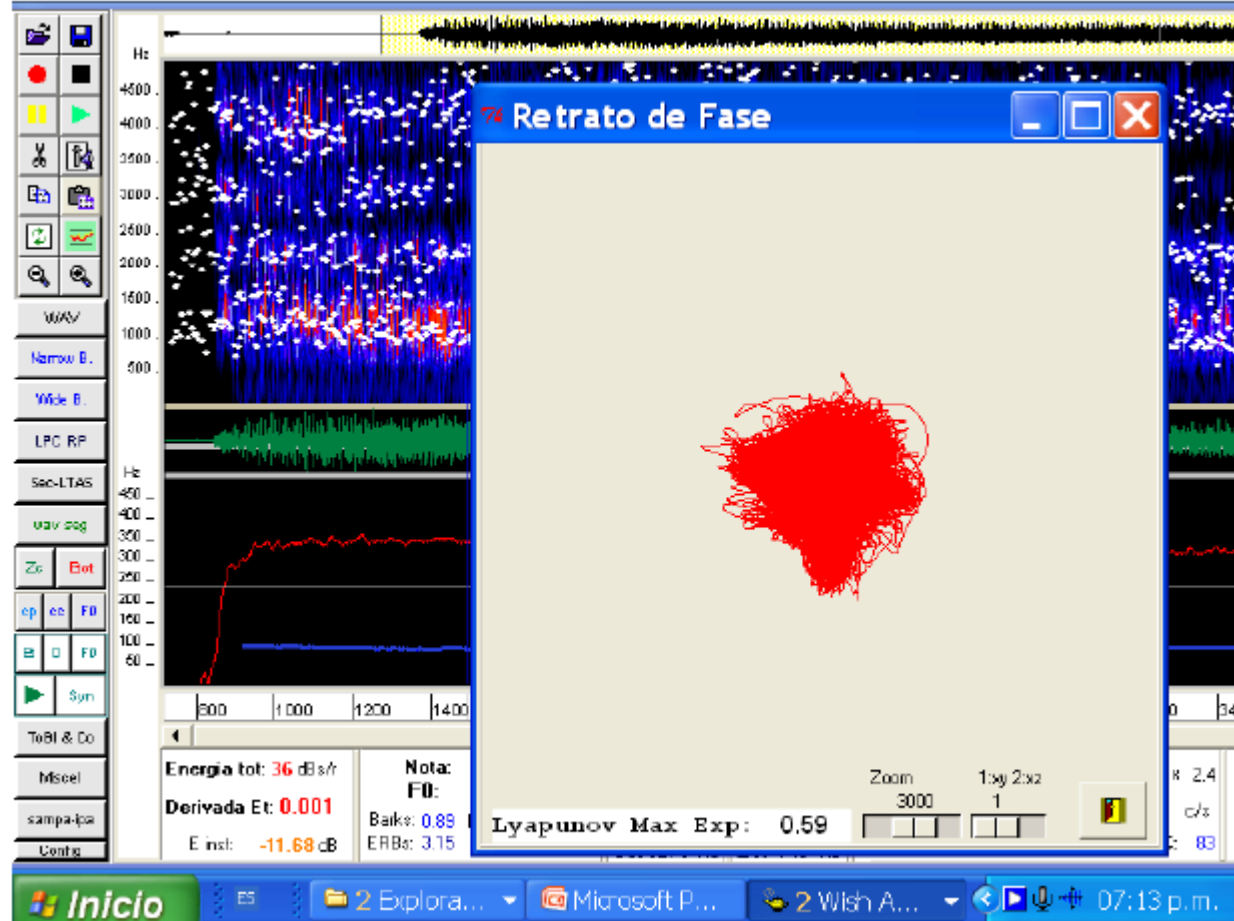 Hz
4500
4000
3500
3000
2500
2000
1500
1000
500
Retrato de Fase
WAV
Narrow B.
Wide B.
LPC RP
Sec-LTAS
wav seg
Zc Bot
ep ee F0
F0
Syn
ToBI & Co
Miscel
sampa-ipa
Config
Hz
450
400
350
300
250
200
150
100
50
800 1000 1200 1400
Energia tot: 36 dBs/r
Derivada Et: 0.001
E inst: -11.68 dB
Nota:
F0:
Barks: 0.89
ERBs: 3.15
Zoom
3000
1:xy 2:xz
1
Lyapunov Max Exp: 0.59
2.4
c/s
83
Inicio
ES
2 Explora...
Microsoft P...
2 Wish A...
07:13 p.m.